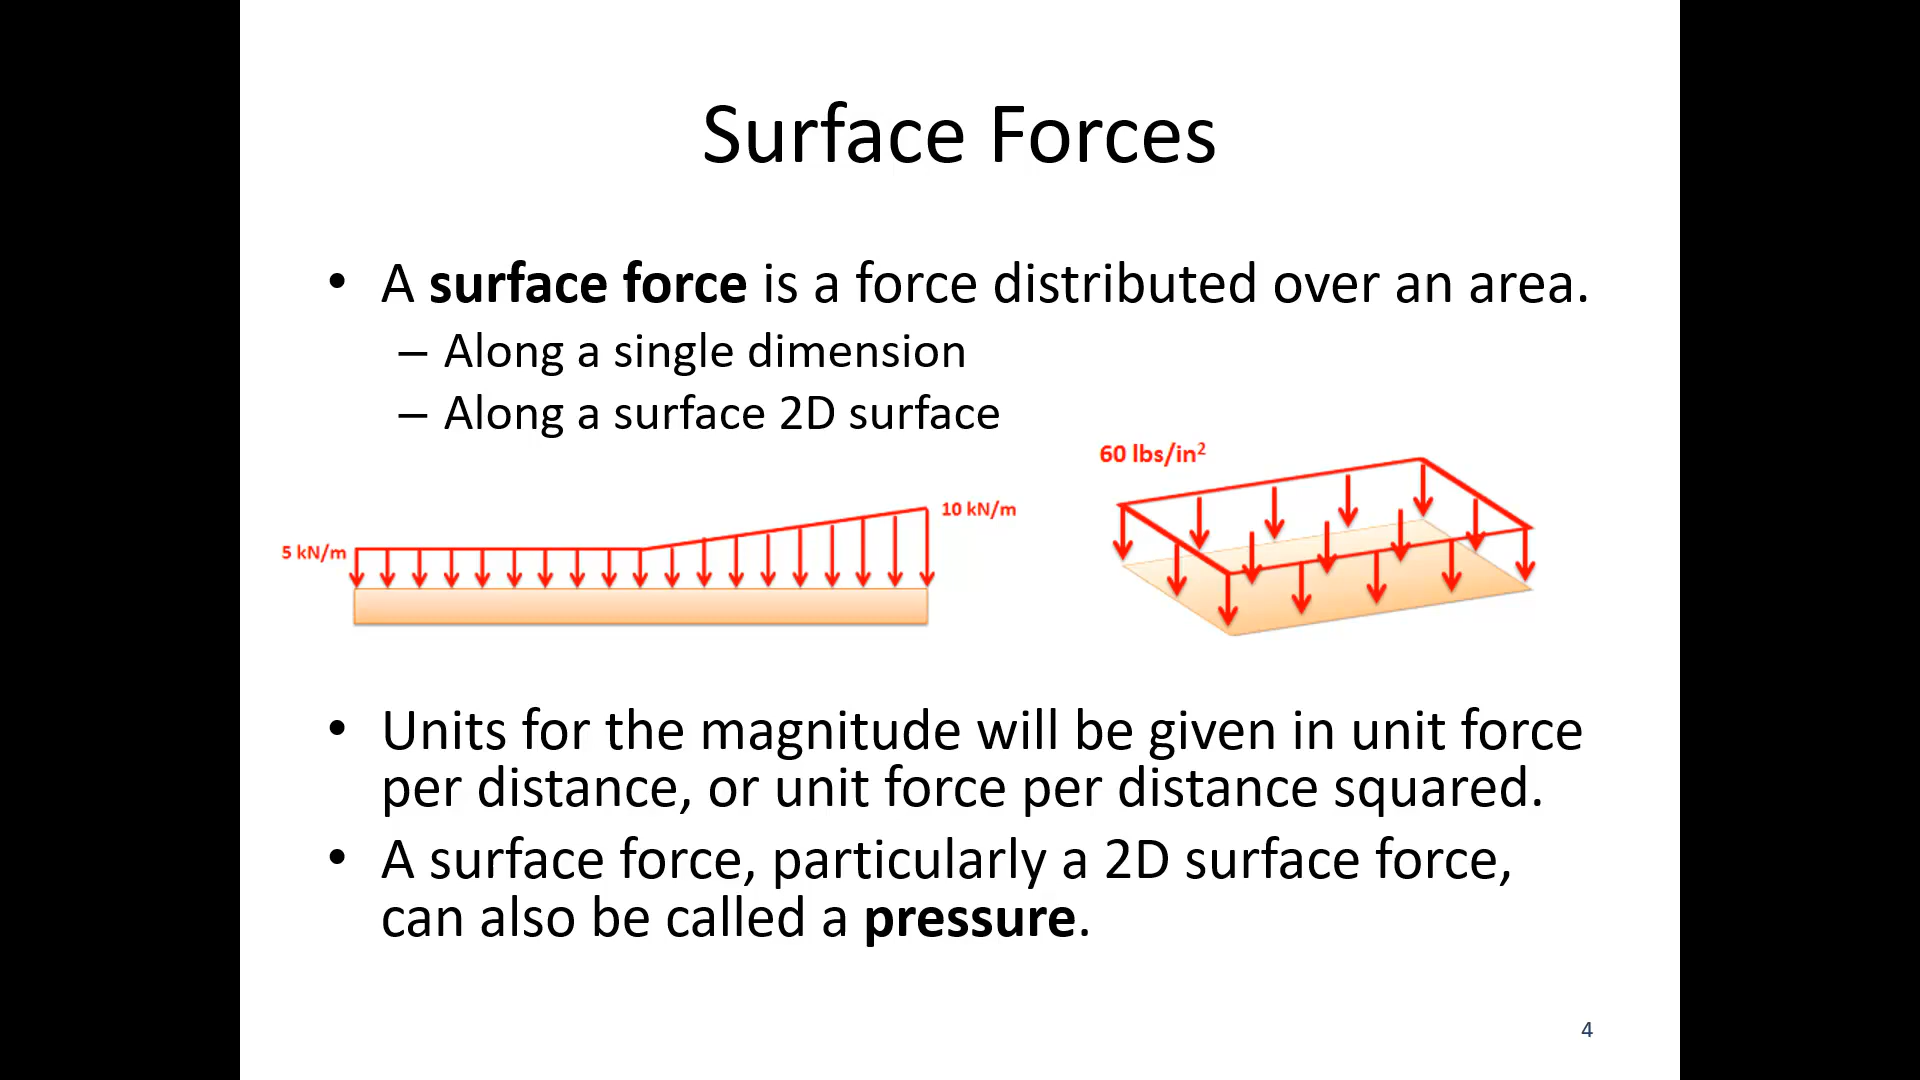 Surface Forces
• A surface force is a force distributed over an area.
– Along a single dimension
– Along a surface 2D surface
60 lbs/in²
10 kN/m
5 kN/m
• Units for the magnitude will be given in unit force
per distance, or unit force per distance squared.
• A surface force, particularly a 2D surface force,
can also be called a pressure.
4